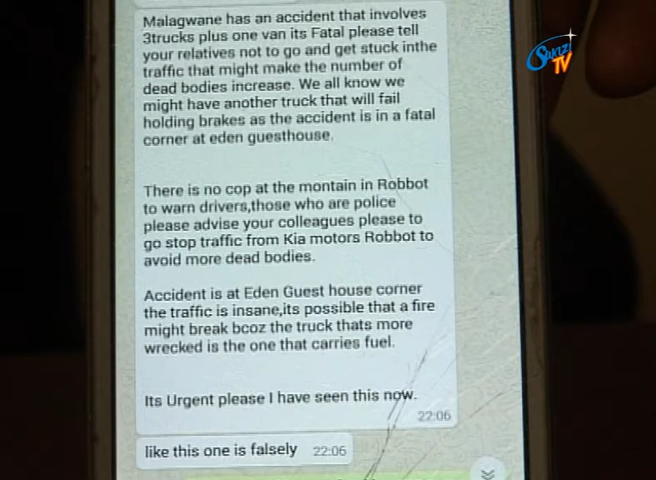 Malagwane has an accident that involves
3trucks plus one van its Fatal please tell
your relatives not to go and get stuck inthe
traffic that might make the number of
dead bodies increase. We all know we
might have another truck that will fail
holding brakes as the accident is in a fatal
corner at eden guesthouse.
There is no cop at the montain in Robbot
to warn drivers,those who are police
please advise your colleagues please to
go stop traffic from Kia motors Robbot to
avoid more dead bodies.
Accident is at Eden Guest house corner
the traffic is insane,its possible that a fire
might break bcoz the truck thats more
wrecked is the one that carries fuel.
Its Urgent please I have seen this now.
22:06
like this one is falsely 22:06
Swazi
TV